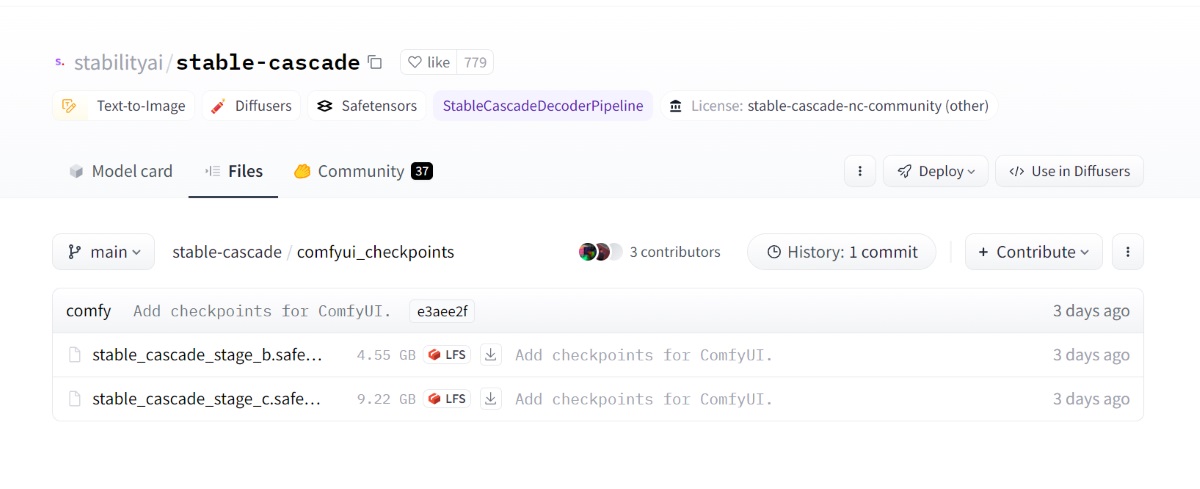 s. stabilityai/stable-cascade like 779
Text-to-Image Diffusers Safetensors StableCascadeDecoderPipeline License: stable-cascade-nc-community (other)
Model card Files Community 37 Deploy </> Use in Diffusers
main stable-cascade / comfyui_checkpoints 3 contributors History: 1 commit + Contribute
comfy Add checkpoints for ComfyUI. e3aee2f 3 days ago
stable_cascade_stage_b.safe... 4.55 GB LFS Add checkpoints for ComfyUI. 3 days ago
stable_cascade_stage_c.safe... 9.22 GB LFS Add checkpoints for ComfyUI. 3 days ago